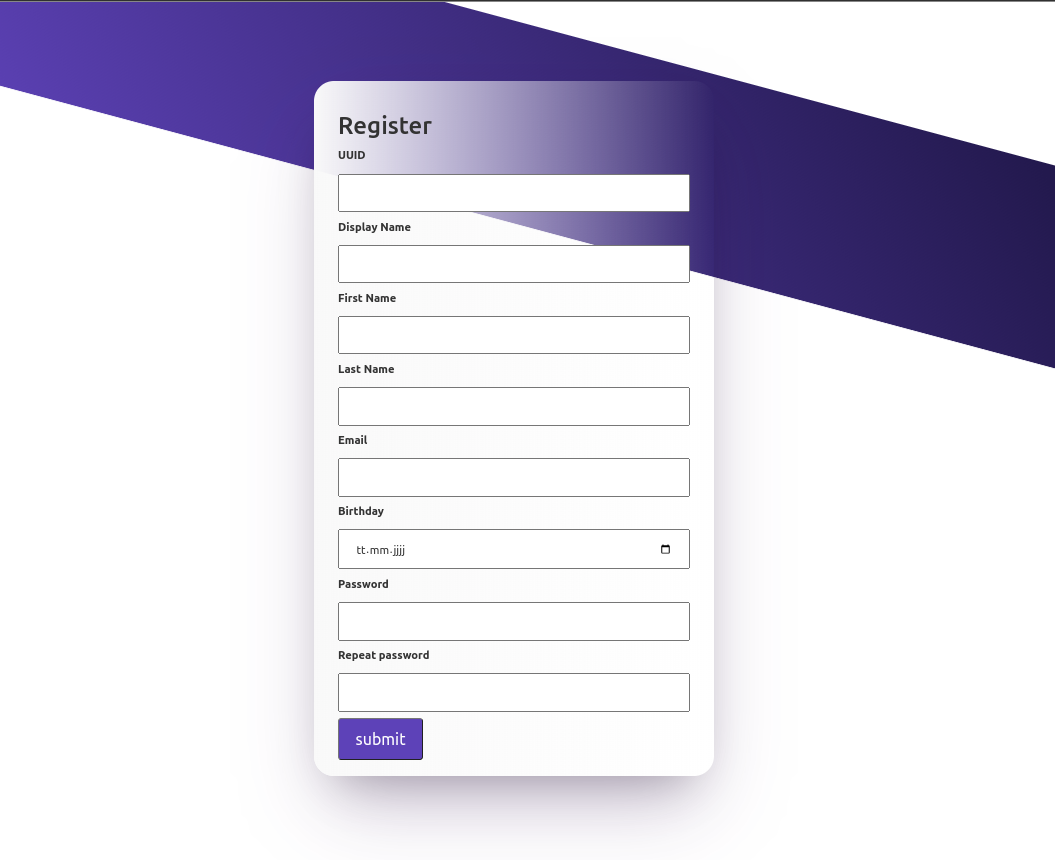 Register
UUID
Display Name
First Name
Last Name
Email
Birthday
tt.mm.jjjj
Password
Repeat password
submit